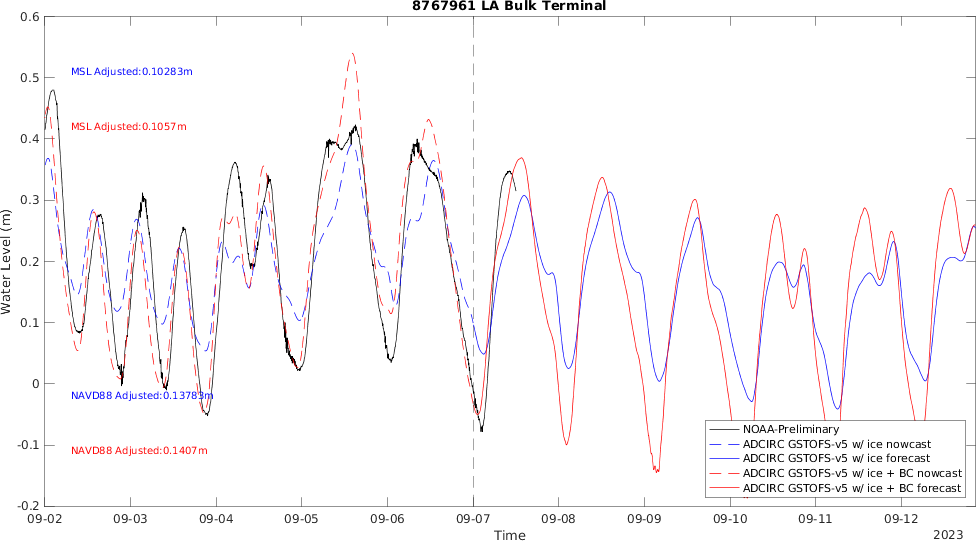 8767961 LA Bulk Terminal
0.6
0.5
0.4
0.3
0.2
0.1
0
-0.1
-0.2
Water Level (m)
MSL Adjusted:0.10283m
MSL Adjusted:0.1057m
NAVD88 Adjusted:0.13783m
NAVD88 Adjusted:0.1407m
NOAA-Preliminary
ADCIRC GSTOFS-v5 w/ ice nowcast
ADCIRC GSTOFS-v5 w/ ice forecast
ADCIRC GSTOFS-v5 w/ ice + BC nowcast
ADCIRC GSTOFS-v5 w/ ice + BC forecast
09-02 09-03 09-04 09-05 09-06 09-07 09-08 09-09 09-10 09-11 09-12
Time
2023